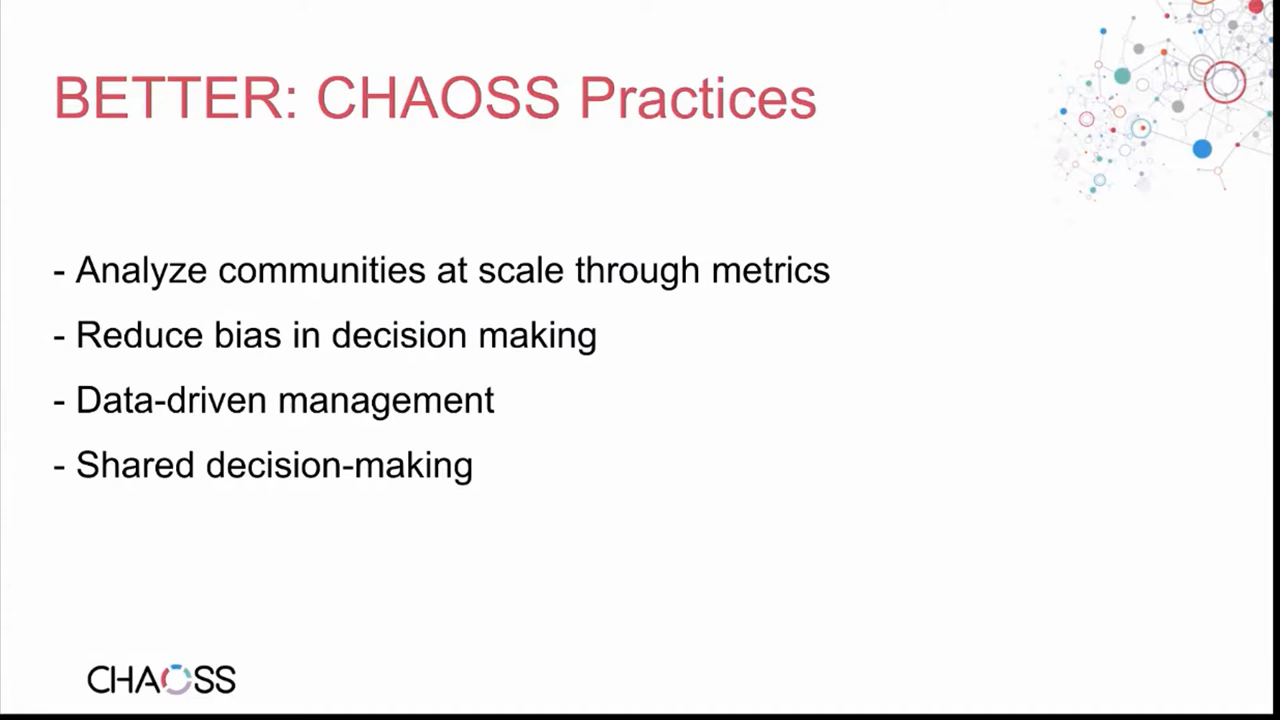 BETTER: CHAOSS Practices
- Analyze communities at scale through metrics
- Reduce bias in decision making
- Data-driven management
- Shared decision-making
CHAOSS